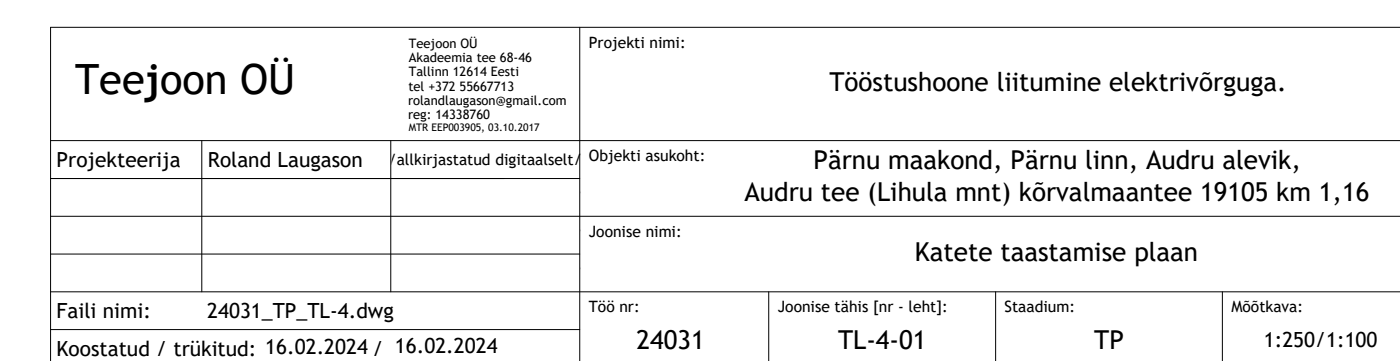 Teejoon OÜ
Teejoon OÜ
Akadeemia tee 68-46
Tallinn 12614 Eesti
tel +372 55667713
rolandlaugason@gmail.com
reg: 14338760
MTR EEP003905, 03.10.2017
Projekti nimi:
Tööstushoone liitumine elektrivõrguga.
Projekteerija Roland Laugason /allkirjastatud digitaalselt/
Objekti asukoht:
Pärnu maakond, Pärnu linn, Audru alevik,
Audru tee (Lihula mnt) kõrvalmaantee 19105 km 1,16
Joonise nimi:
Katete taastamise plaan
Faili nimi: 24031_TP_TL-4.dwg
Koostatud / trükitud: 16.02.2024 / 16.02.2024
Töö nr:
24031
Joonise tähis [nr - leht]:
TL-4-01
Staadium:
TP
Mõõtkava:
1:250/1:100